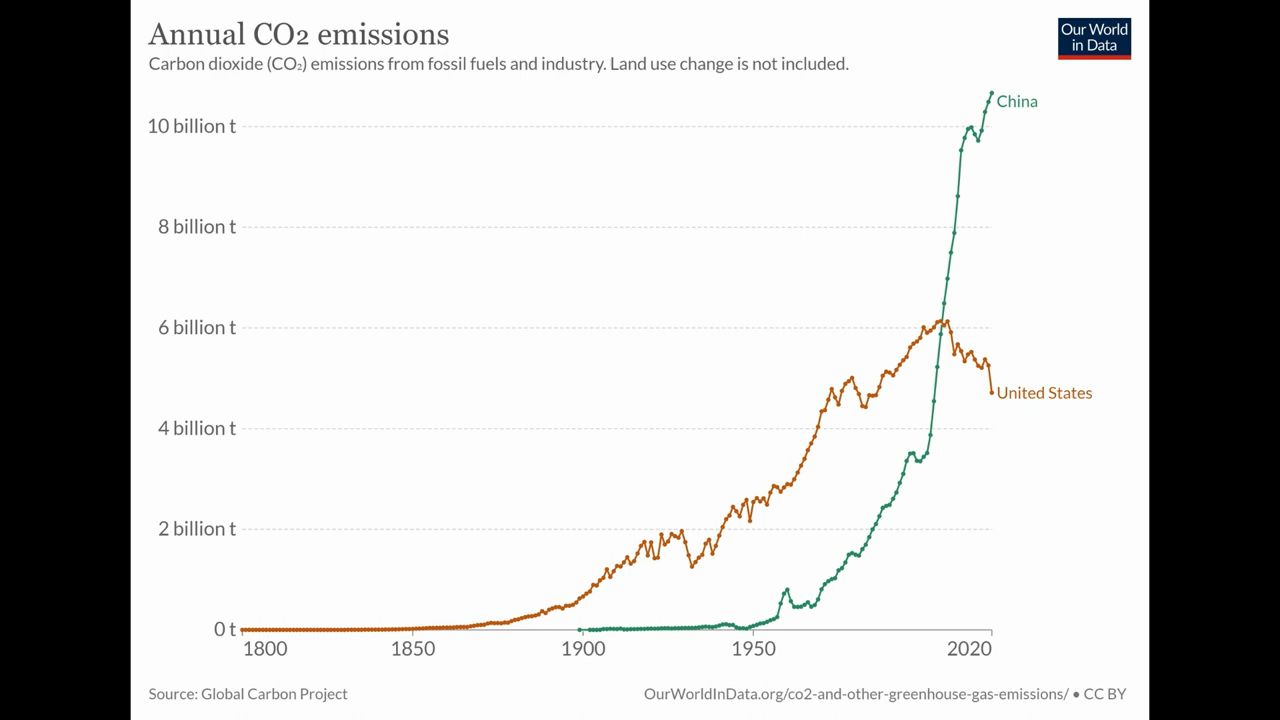 Annual CO2 emissions
Our World
in Data
Carbon dioxide (CO₂) emissions from fossil fuels and industry. Land use change is not included.
China
10 billion t
8 billion t
6 billion t
United States
4 billion t
2 billion t
0 t
1800 1850 1900 1950 2020
Source: Global Carbon Project
OurWorldInData.org/co2-and-other-greenhouse-gas-emissions/ • CC BY